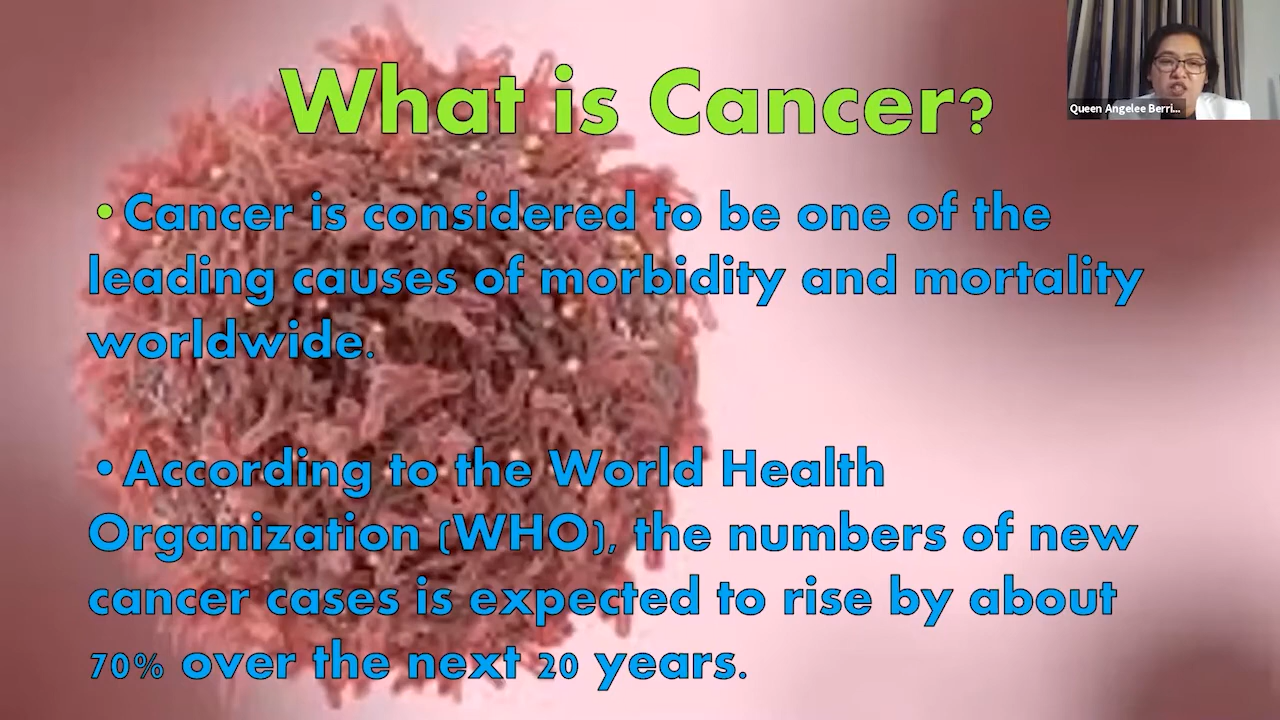 What is Cancer?
Queen Angelee Berri...
•Cancer is considered to be one of the
leading causes of morbidity and mortality
worldwide.
•According to the World Health
Organization (WHO), the numbers of new
cancer cases is expected to rise by about
70% over the next 20 years.